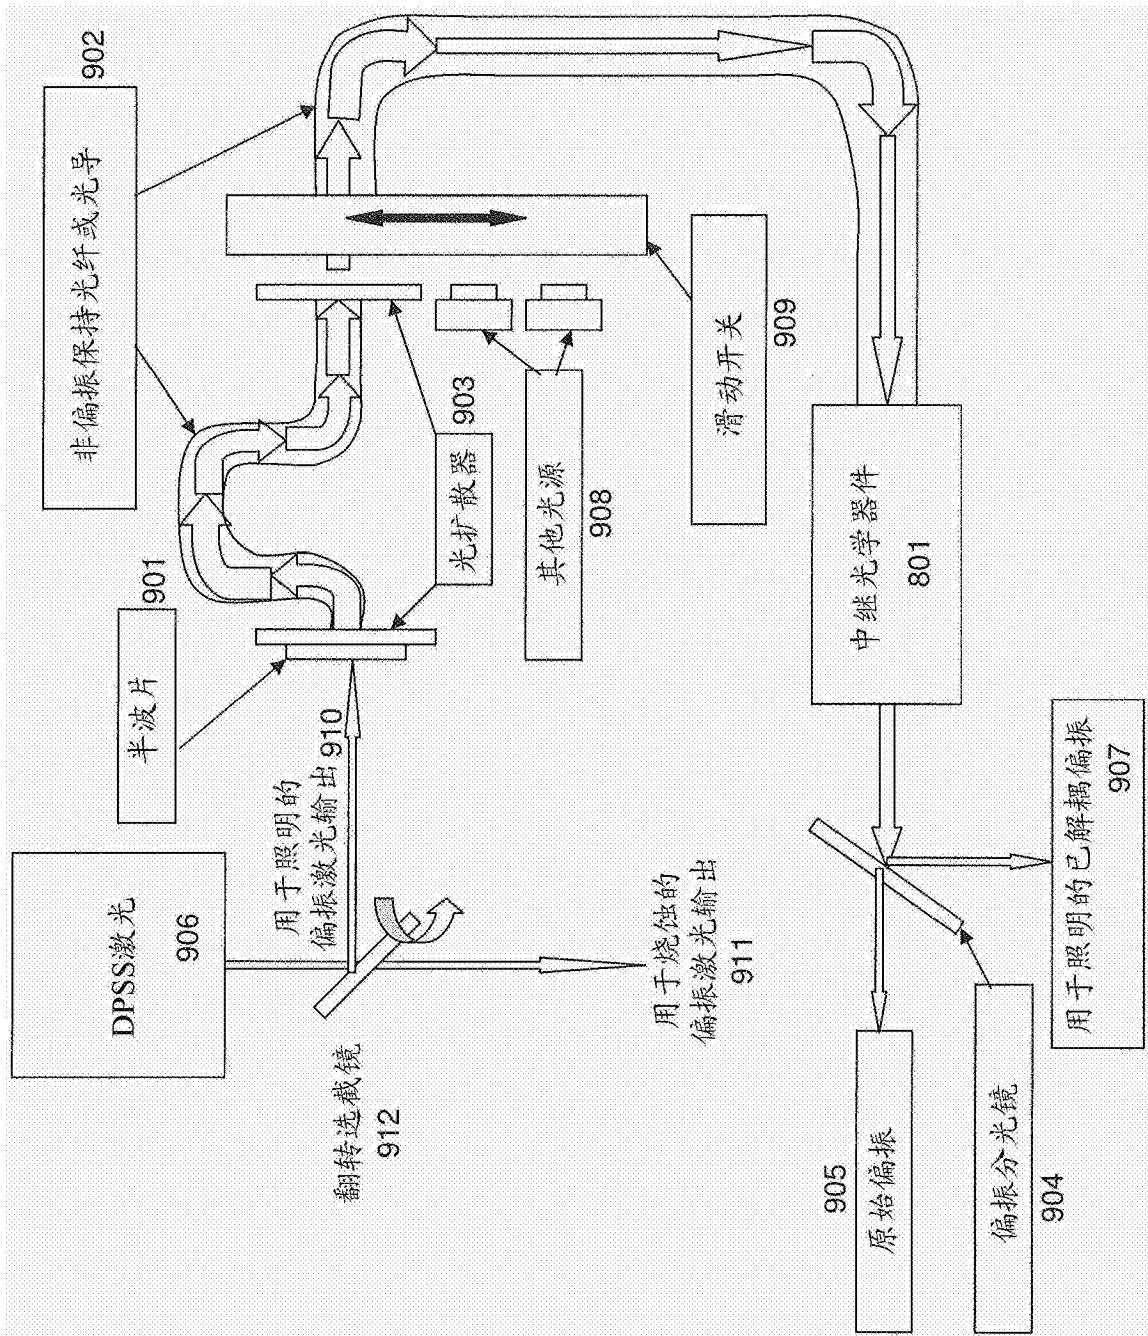 DPSS激光
906
半波片
901
非偏振保持光纤或光导
902
用于照明的
偏振激光输出
910
翻转选截镜
912
光扩散器
903
其他光源
908
滑动开关
909
用于烧蚀的
偏振激光输出
911
中继光学器件
801
905
原始偏振
偏振分光镜
904
用于照明的已解耦偏振
907